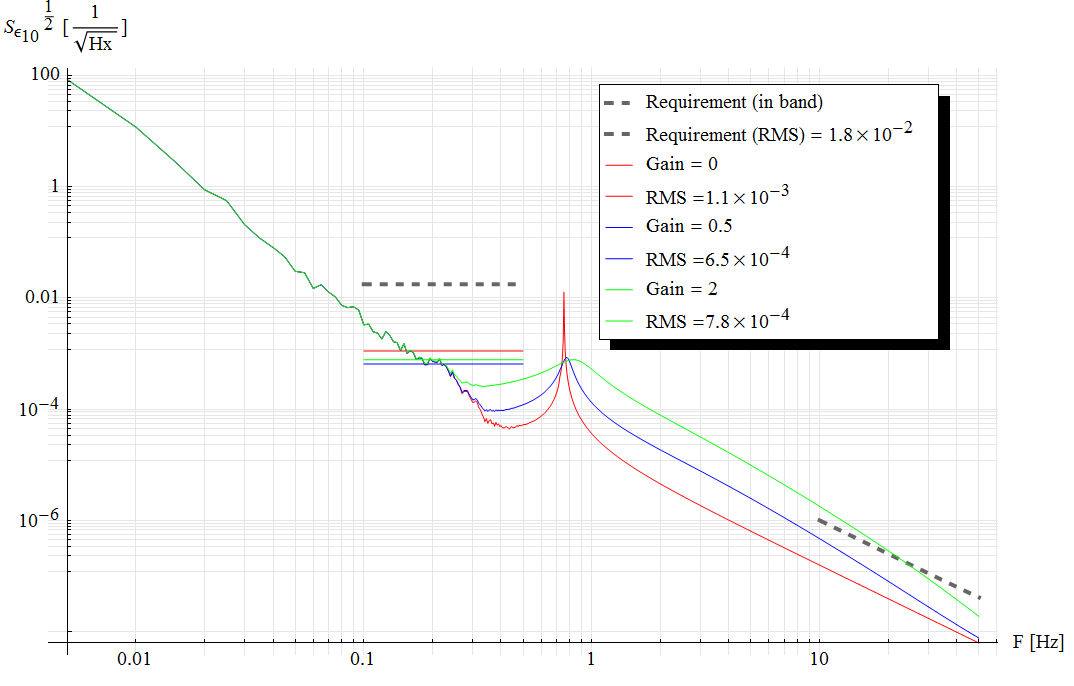 S_ϵ10^1/2 [1/√Hx]
100
1
0.01
10^−4
10^−6
0.01
0.1
1
10
F [Hz]
Requirement (in band)
Requirement (RMS) = 1.8×10^−2
Gain = 0
RMS =1.1×10^−3
Gain = 0.5
RMS =6.5×10^−4
Gain = 2
RMS =7.8×10^−4